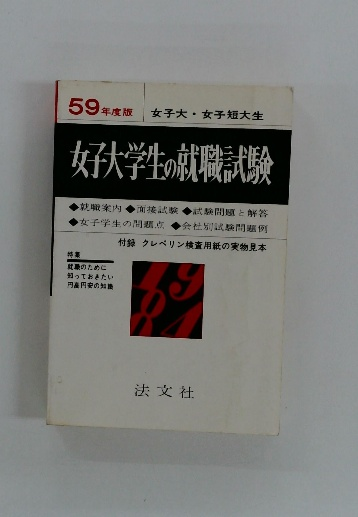 59年度版 女子大・女子短大生
女子大学生の就職試験
◆就職案内◆面接試験◆試験問題と解答
◆女子学生の問題点◆会社別試験問題例
付録 クレペリン検査用紙の実物見本
特集
就職のために
知っておきたい
円高円安の知識
19
84
法文社